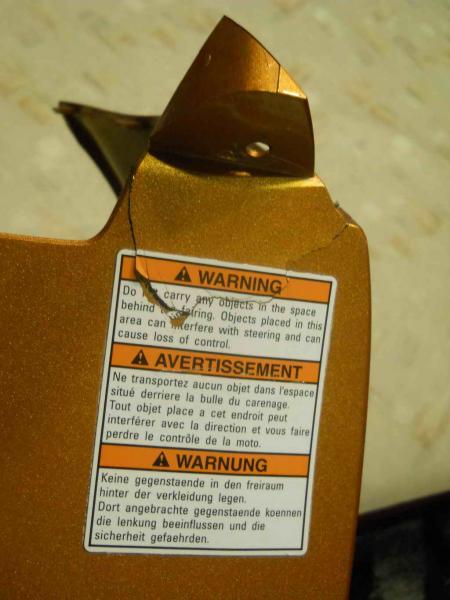 WARNING
Do carry any objects in the space
behind fairing. Objects placed in this
area can interfere with steering and can
cause loss of control.
AVERTISSEMENT
Ne transportez aucun objet dans l'espace
situé derriere la bulle du carenage.
Tout objet place a cet endroit peut
interférer avec la direction et vous faire
perdre le contrôle de la moto.
WARNUNG
Keine gegenstaende in den freiraum
hinter der verkleidung legen.
Dort angebrachte gegenstaende koennen
die lenkung beeinflussen und die
sicherheit gefaehrden.